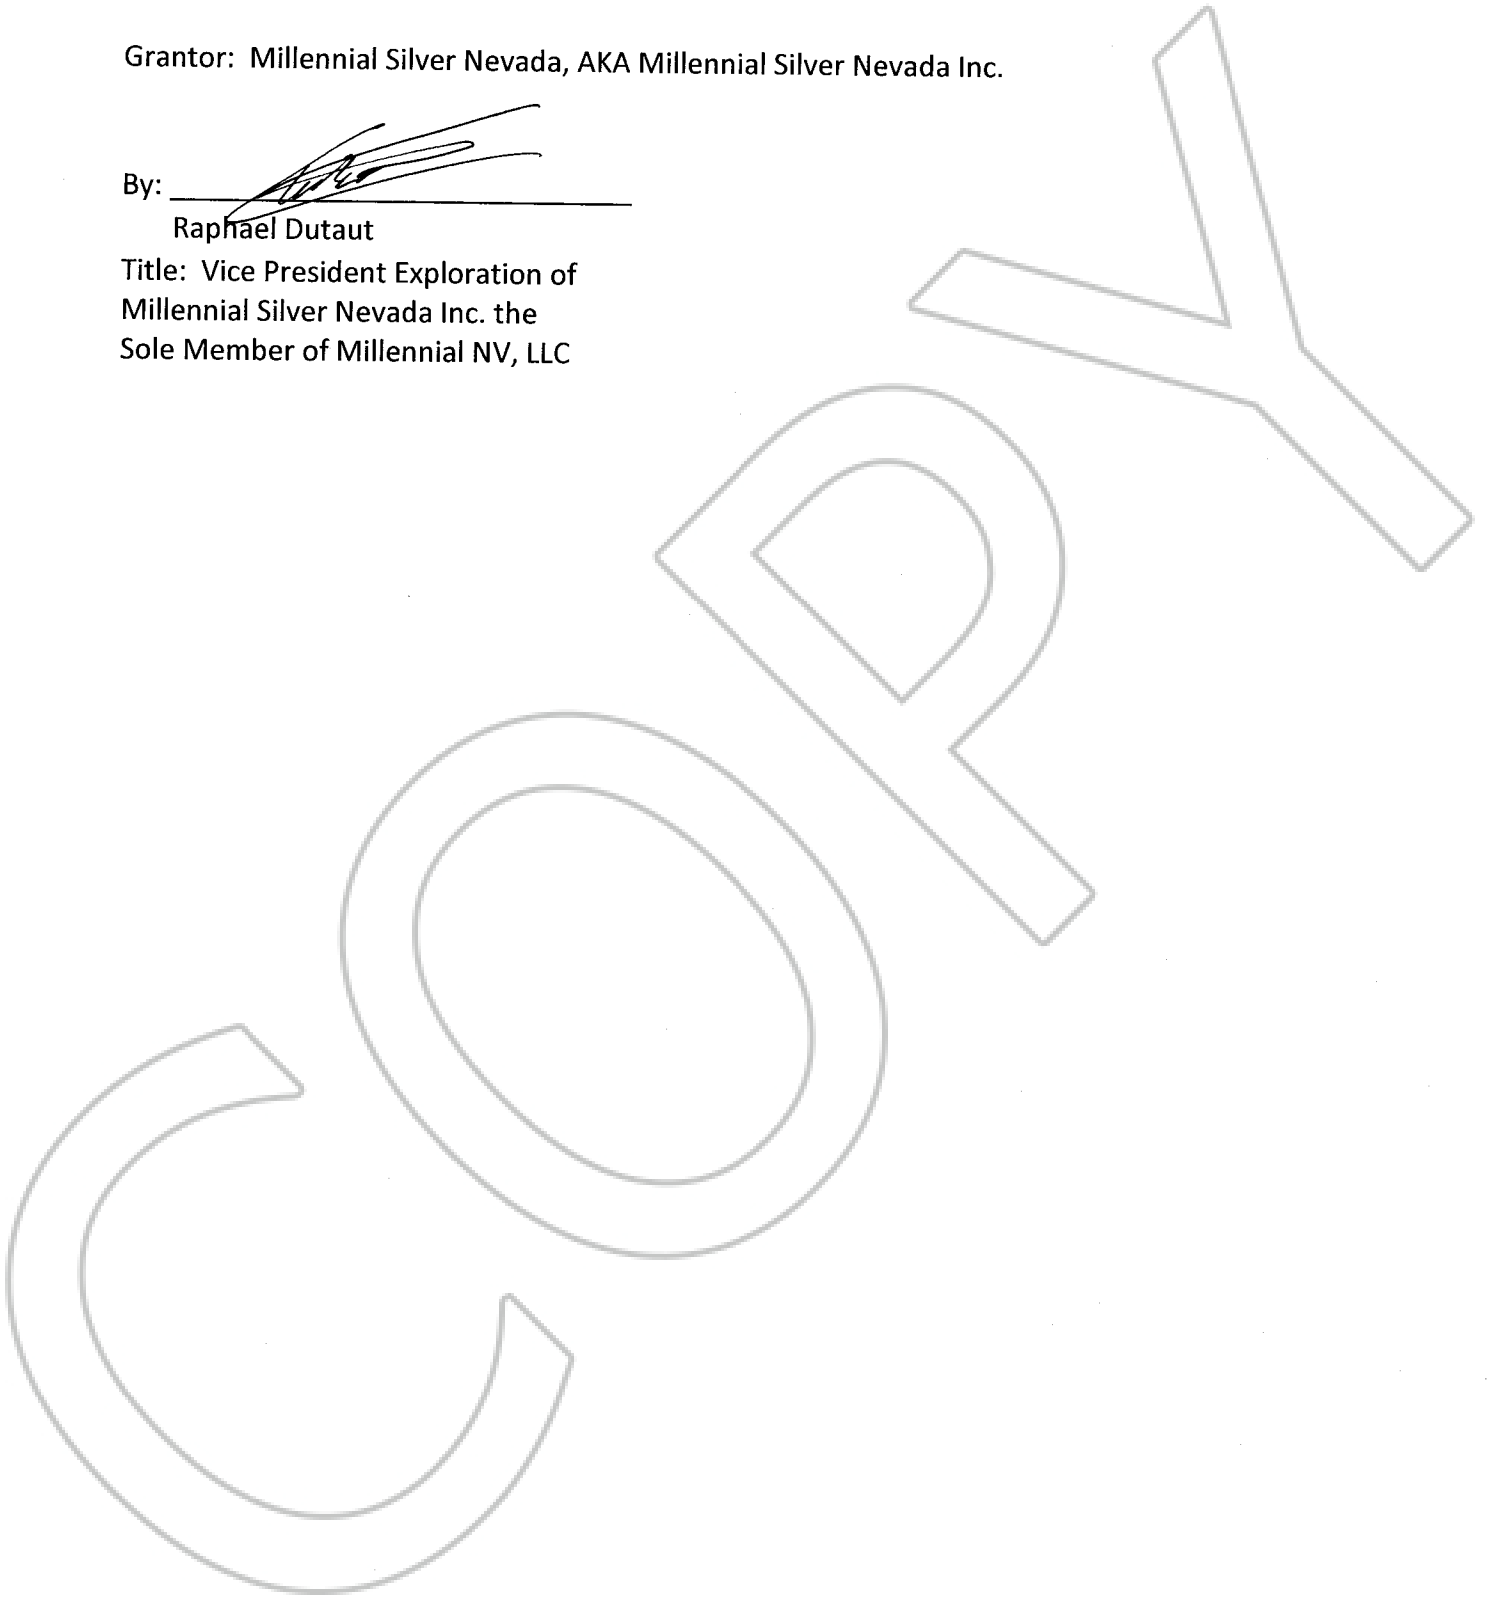 Grantor: Millennial Silver Nevada, AKA Millennial Silver Nevada Inc.
By:
Raphael Dutaut
Title: Vice President Exploration of
Millennial Silver Nevada Inc. the
Sole Member of Millennial NV, LLC
COPY